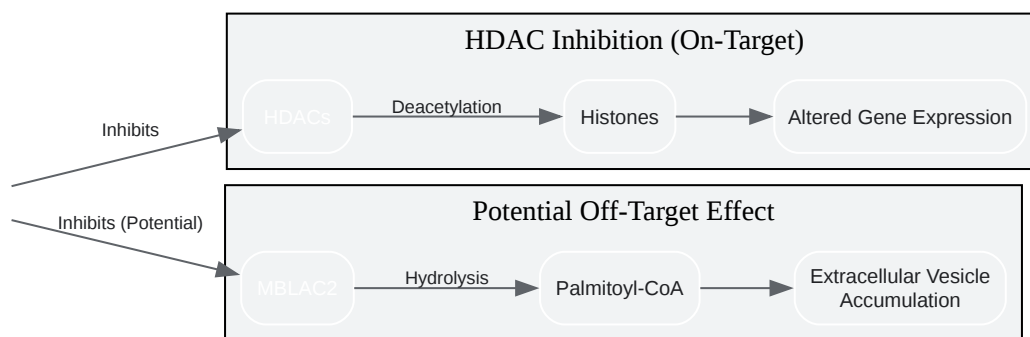 HDAC Inhibition (On-Target)
Inhibits
HDACs
Deacetylation
Histones
Altered Gene Expression
Potential Off-Target Effect
Inhibits (Potential)
MBLAC2
Hydrolysis
Palmitoyl-CoA
Extracellular Vesicle
Accumulation